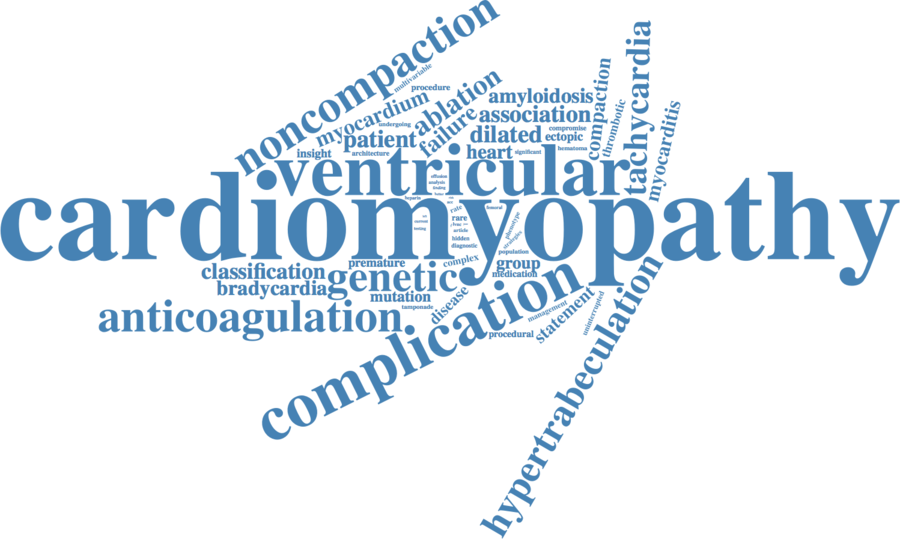 noncompaction
multivariable
procedure
myocardium
ablation
undergoing
patient
failure
amyloidosis
association
compaction
tachycardia
thrombotic
myocarditis
dilated
compromise
ectopic
insight
architecture
heart
significant
hematoma
ventricular
effusion
analysis
finding
heparin
femoral
cardiomyopathy
rate
rare
article
hidden
diagnostic
phenotype
strategies
population
classification
premature
complex
group
medication
genetic
bradycardia
mutation
tamponade
disease
anticoagulation
complication
management
statement
uninterrupted
procedural
hypertrabeculation